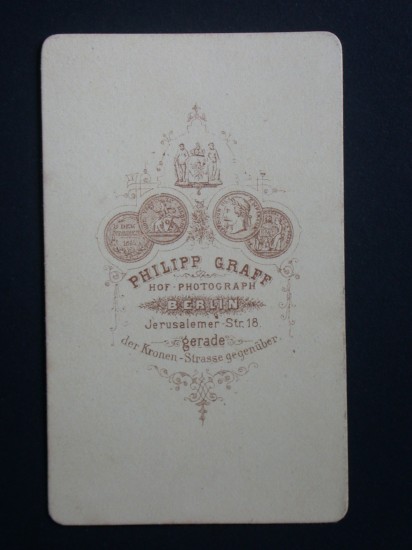 PHILIPP GRAFF
HOF-PHOTOGRAPH
BERLIN
Jerusalemer-Str. 18.
gerade
der Kronen-Strasse gegenüber.